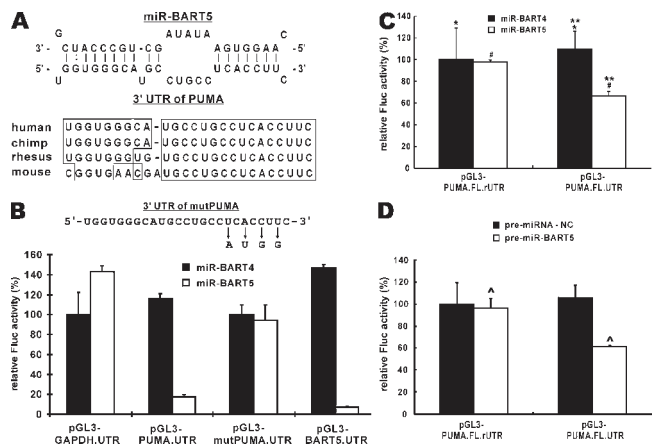 A
miR-BART5
G AUAUA C
3'- CUACCCGU-CG AGUGGAA -5'
5'- GGUGGGCAGC UCACCUU -3'
U CUGCC C
3' UTR of PUMA
human UGGUGGGCA-UGCCUGCCUCACCUUC
chimp UGGUGGGCA-UGCCUGCCUCACCUUC
rhesus UGGUGGGUG-UGCCUGCCUCACCUUC
mouse CGGUGAACGAUGCCUGCCUCACCUUC
B
3' UTR of mutPUMA
5'-UGGUGGGCAUGCCUGCCUCACCUUC-3'
A U G G
relative Fluc activity (%)
160
140
120
100
80
60
40
20
0
miR-BART4
miR-BART5
pGL3-GAPDH.UTR
pGL3-PUMA.UTR
pGL3-mutPUMA.UTR
pGL3-BART5.UTR
C
miR-BART4
miR-BART5
relative Fluc activity (%)
140
120
100
80
60
40
20
0
*
#
**
*
**
#
pGL3-PUMA.FL.rUTR
pGL3-PUMA.FL.UTR
D
pre-miRNA-NC
pre-miR-BART5
relative Fluc activity (%)
140
120
100
80
60
40
20
0
^
^
pGL3-PUMA.FL.rUTR
pGL3-PUMA.FL.UTR